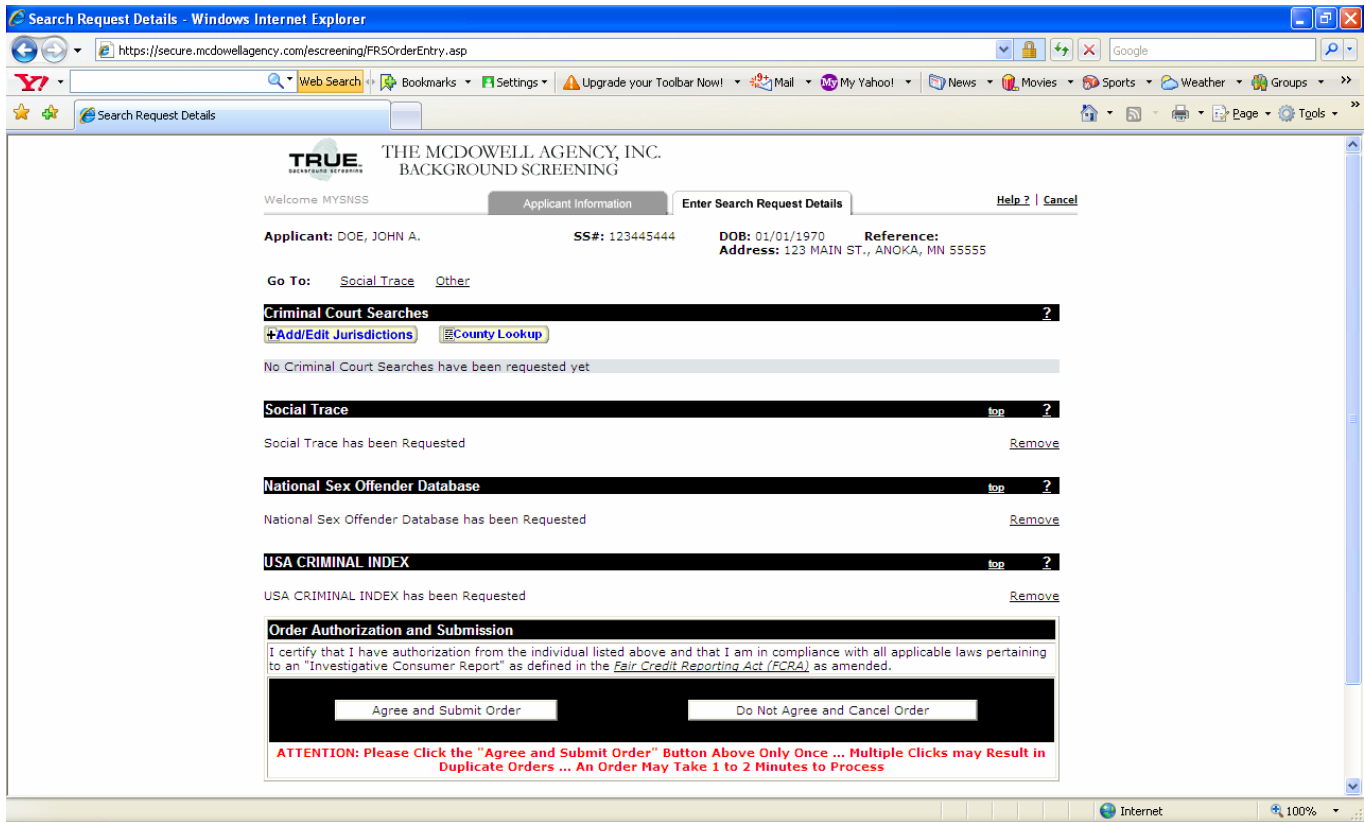 Search Request Details - Windows Internet Explorer
https://secure.mcdowellagency.com/escreening/FRSOrderEntry.asp
Google
Y! Web Search Bookmarks Settings Upgrade your Toolbar Now! 9+ Mail My My Yahoo! News Movies Sports Weather Groups »
Search Request Details
Page Tools »
TRUE.
background screening
THE MCDOWELL AGENCY, INC.
BACKGROUND SCREENING
Welcome MYSNSS Applicant Information Enter Search Request Details Help ? | Cancel
Applicant: DOE, JOHN A. SS#: 123445444 DOB: 01/01/1970 Reference:
Address: 123 MAIN ST., ANOKA, MN 55555
Go To: Social Trace Other
Criminal Court Searches ?
+Add/Edit Jurisdictions County Lookup
No Criminal Court Searches have been requested yet
Social Trace top ?
Social Trace has been Requested Remove
National Sex Offender Database top ?
National Sex Offender Database has been Requested Remove
USA CRIMINAL INDEX top ?
USA CRIMINAL INDEX has been Requested Remove
Order Authorization and Submission
I certify that I have authorization from the individual listed above and that I am in compliance with all applicable laws pertaining
to an "Investigative Consumer Report" as defined in the Fair Credit Reporting Act (FCRA) as amended.
Agree and Submit Order Do Not Agree and Cancel Order
ATTENTION: Please Click the "Agree and Submit Order" Button Above Only Once ... Multiple Clicks may Result in
Duplicate Orders ... An Order May Take 1 to 2 Minutes to Process
Internet 100%